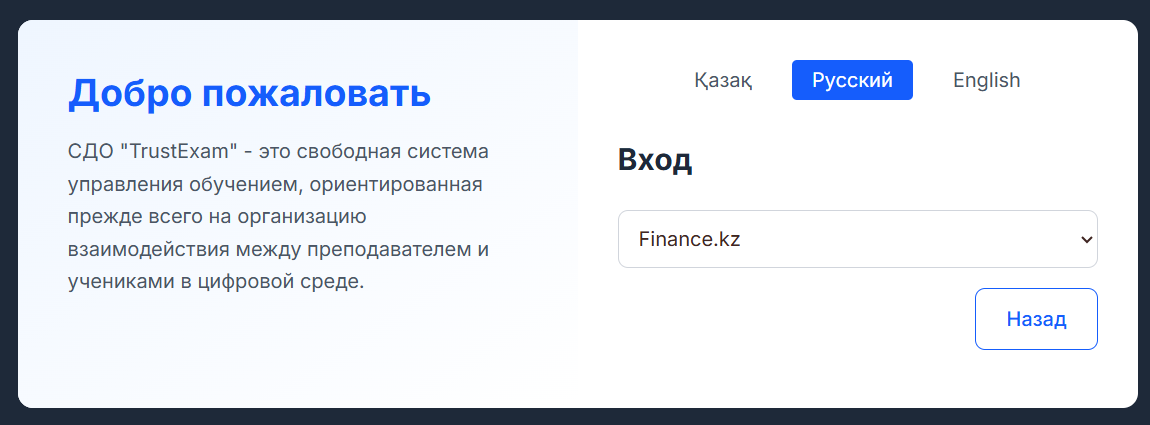 Добро пожаловать
СДО "TrustExam" - это свободная система
управления обучением, ориентированная
прежде всего на организацию
взаимодействия между преподавателем и
учениками в цифровой среде.
Қазақ Русский English
Вход
Finance.kz
Назад